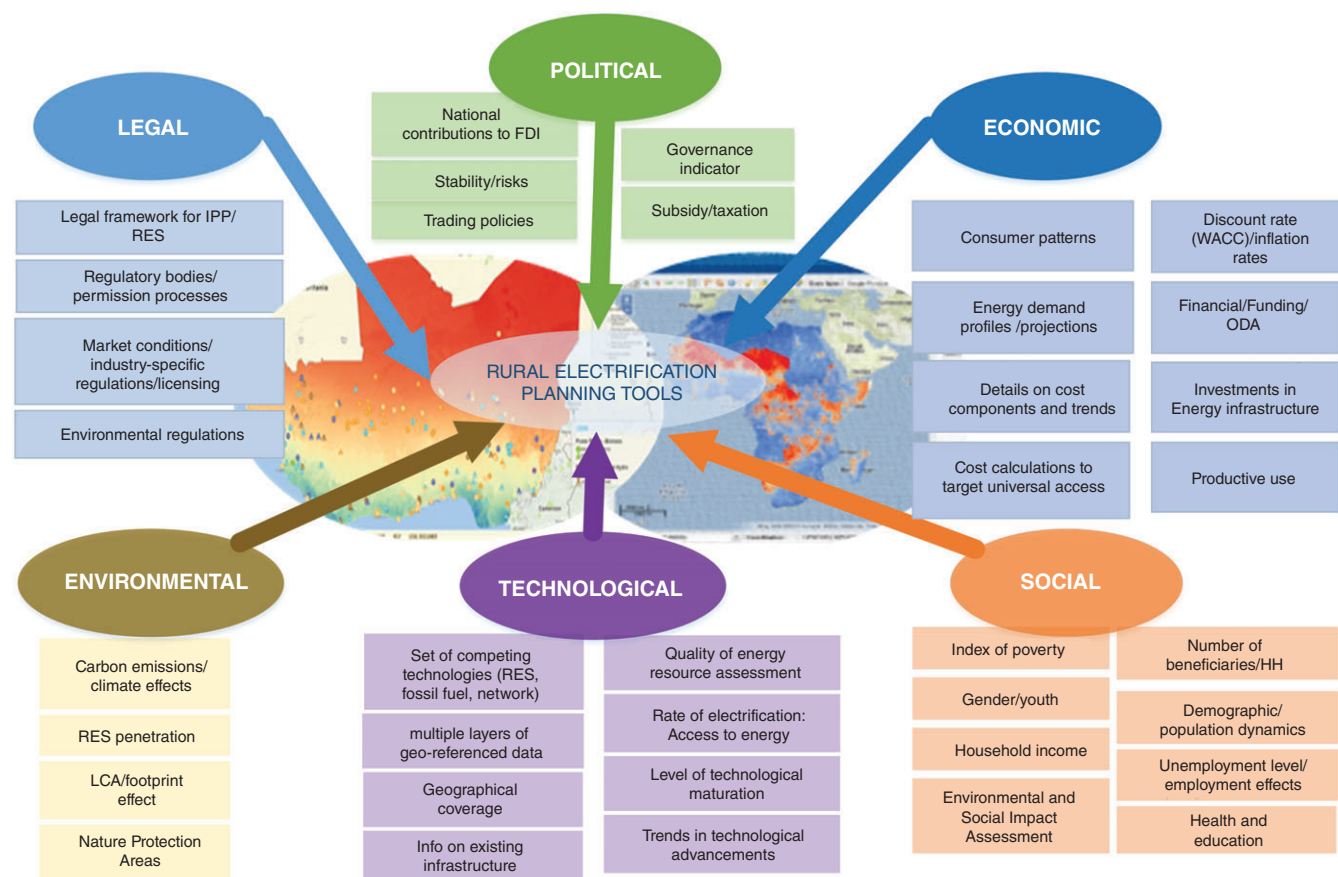 POLITICAL
LEGAL
ECONOMIC
National
contributions to FDI
Stability/risks
Trading policies
Governance
indicator
Subsidy/taxation
Legal framework for IPP/
RES
Regulatory bodies/
permission processes
Market conditions/
industry-specific
regulations/licensing
Environmental regulations
Consumer patterns
Energy demand
profiles /projections
Details on cost
components and trends
Cost calculations to
target universal access
Discount rate
(WACC)/inflation
rates
Financial/Funding/
ODA
Investments in
Energy infrastructure
Productive use
RURAL ELECTRIFICATION
PLANNING TOOLS
ENVIRONMENTAL
TECHNOLOGICAL
SOCIAL
Carbon emissions/
climate effects
RES penetration
LCA/footprint
effect
Nature Protection
Areas
Set of competing
technologies (RES,
fossil fuel, network)
multiple layers of
geo-referenced data
Geographical
coverage
Info on existing
infrastructure
Quality of energy
resource assessment
Rate of electrification:
Access to energy
Level of technological
maturation
Trends in technological
advancements
Index of poverty
Gender/youth
Household income
Environmental and
Social Impact
Assessment
Number of
beneficiaries/HH
Demographic/
population dynamics
Unemployment level/
employment effects
Health and
education